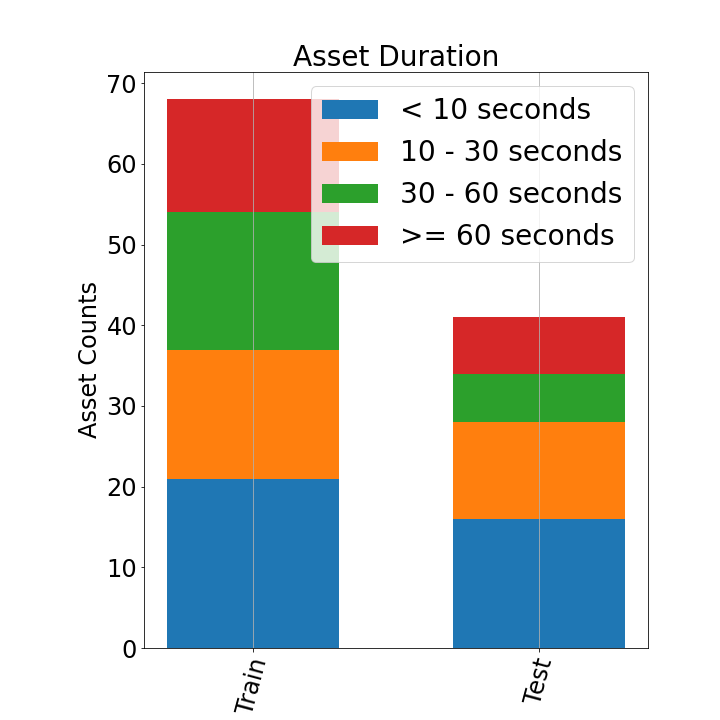 Asset Duration
70
60
50
40
30
20
10
0
Asset Counts
< 10 seconds
10 - 30 seconds
30 - 60 seconds
>= 60 seconds
Train
Test